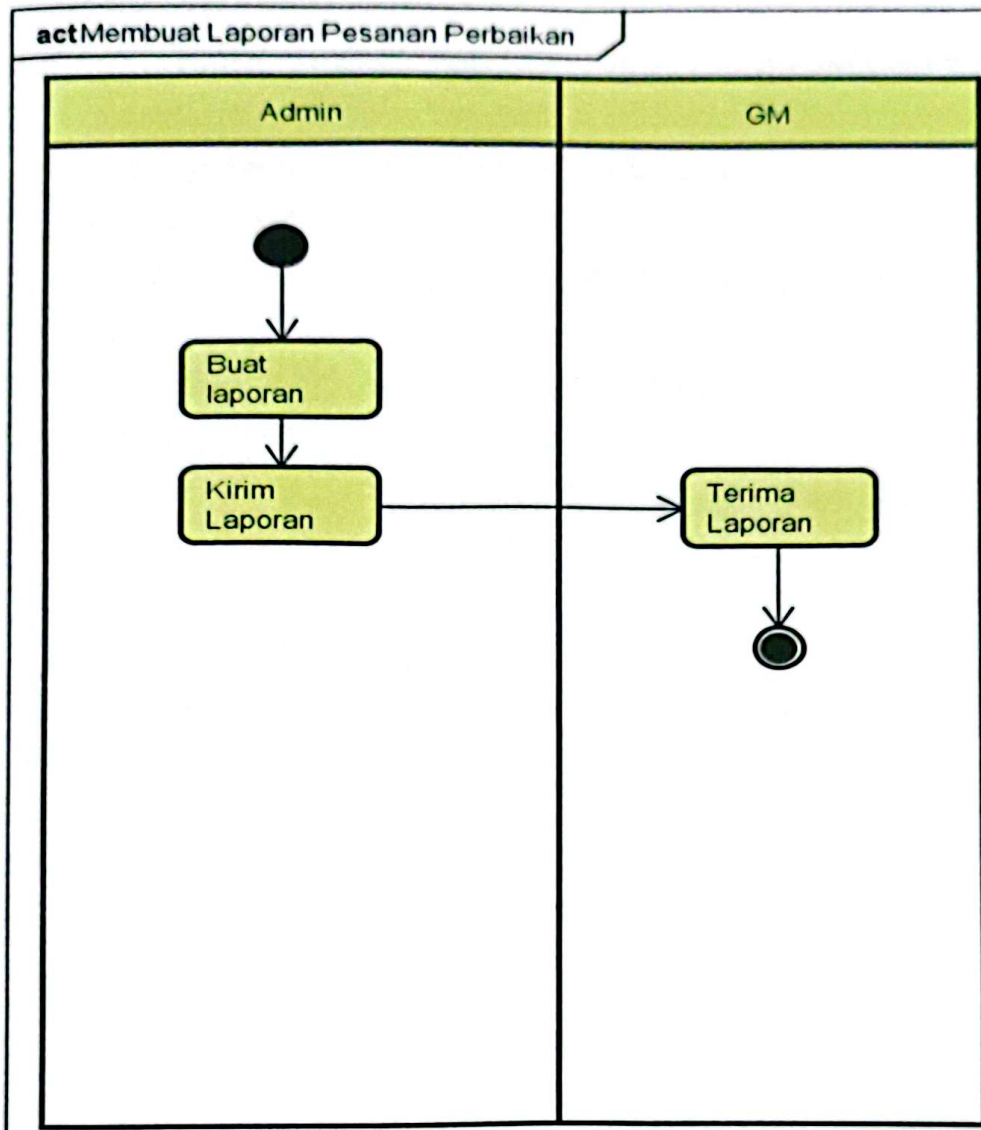 act Membuat Laporan Pesanan Perbaikan
Admin
GM
Buat
laporan
Kirim
Laporan
Terima
Laporan